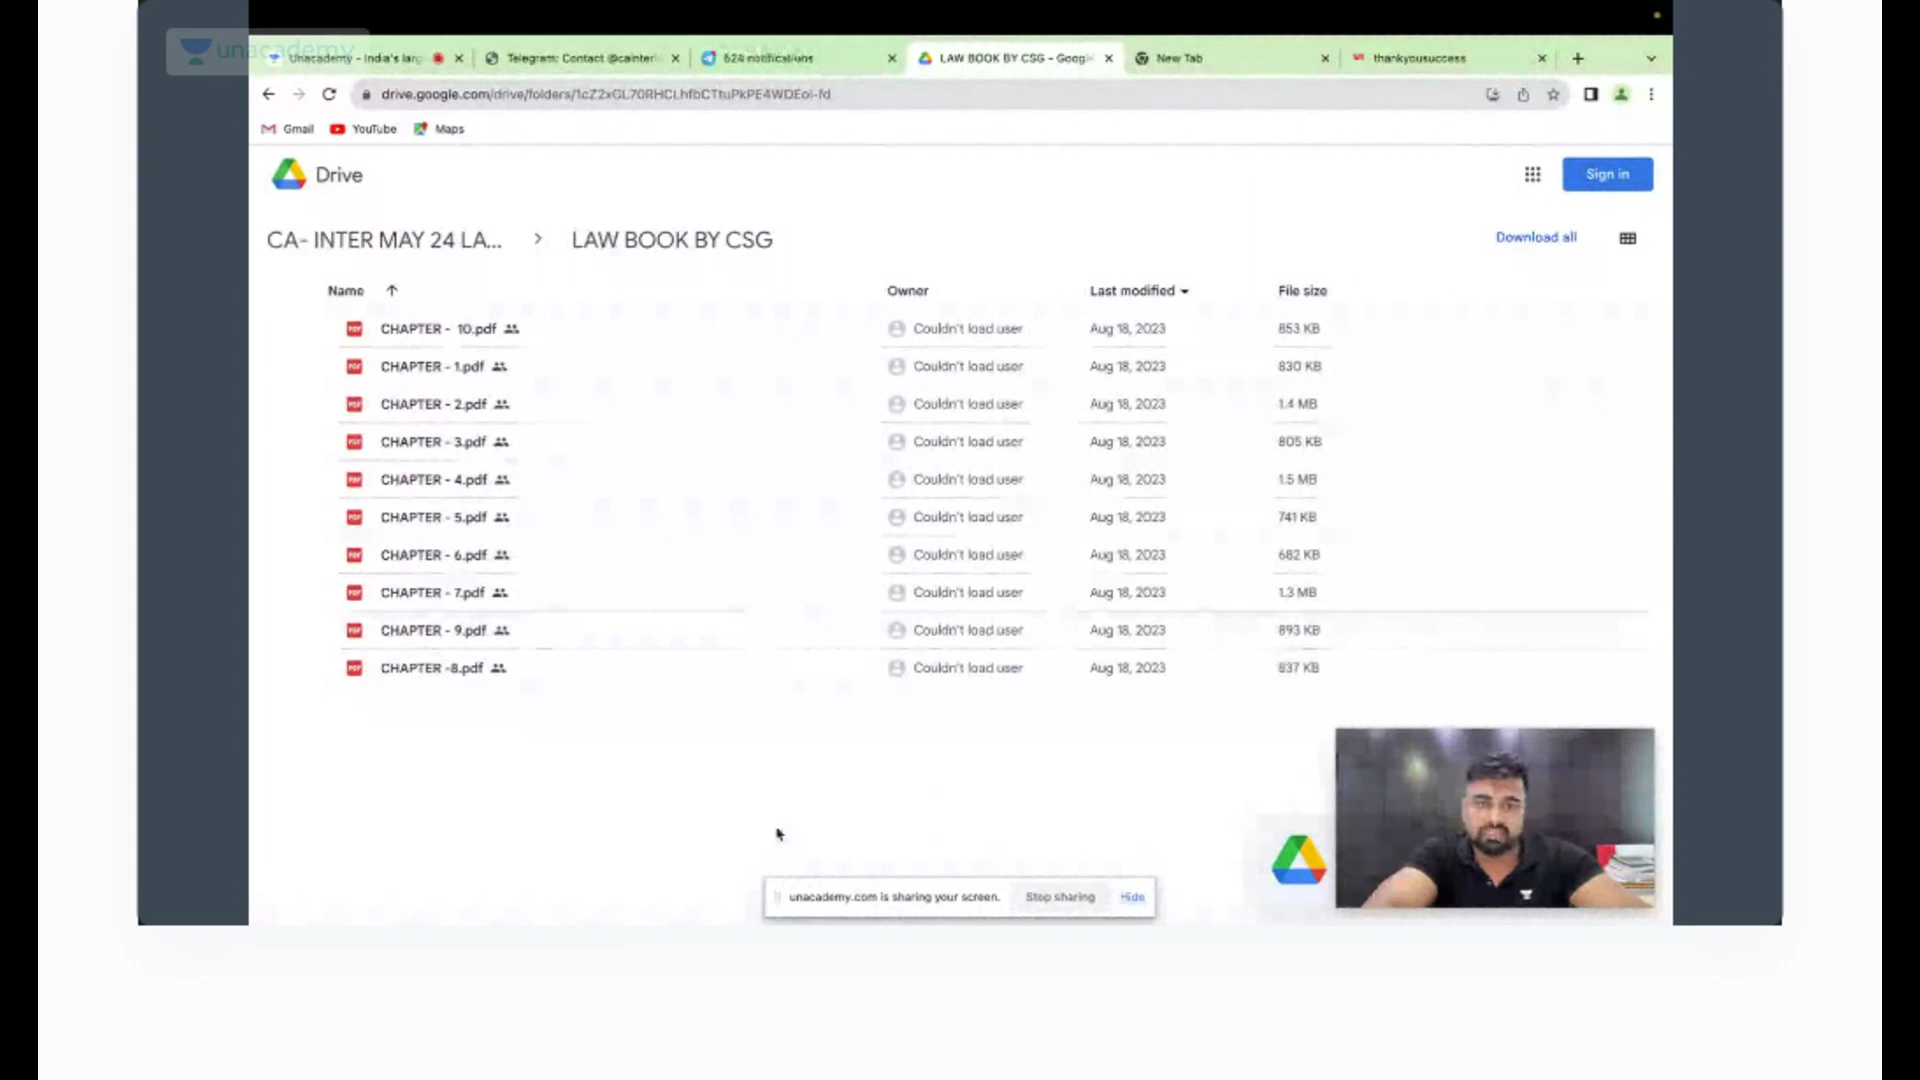 unacademy
Unacademy - India's larg
Telegram: Contact @cainter
624 notifications
LAW BOOK BY CSG - Googl
New Tab
thankyousuccess
drive.google.com/drive/folders/
Gmail YouTube Maps
Drive
Sign in
CA- INTER MAY 24 LA... > LAW BOOK BY CSG
Download all
Name Owner Last modified File size
CHAPTER - 10.pdf Couldn't load user Aug 18, 2023 853 KB
CHAPTER - 1.pdf Couldn't load user Aug 18, 2023 830 KB
CHAPTER - 2.pdf Couldn't load user Aug 18, 2023 1.4 MB
CHAPTER - 3.pdf Couldn't load user Aug 18, 2023 805 KB
CHAPTER - 4.pdf Couldn't load user Aug 18, 2023 1.5 MB
CHAPTER - 5.pdf Couldn't load user Aug 18, 2023 741 KB
CHAPTER - 6.pdf Couldn't load user Aug 18, 2023 682 KB
CHAPTER - 7.pdf Couldn't load user Aug 18, 2023 1.3 MB
CHAPTER - 9.pdf Couldn't load user Aug 18, 2023 893 KB
CHAPTER -8.pdf Couldn't load user Aug 18, 2023 837 KB
unacademy.com is sharing your screen. Stop sharing Hide